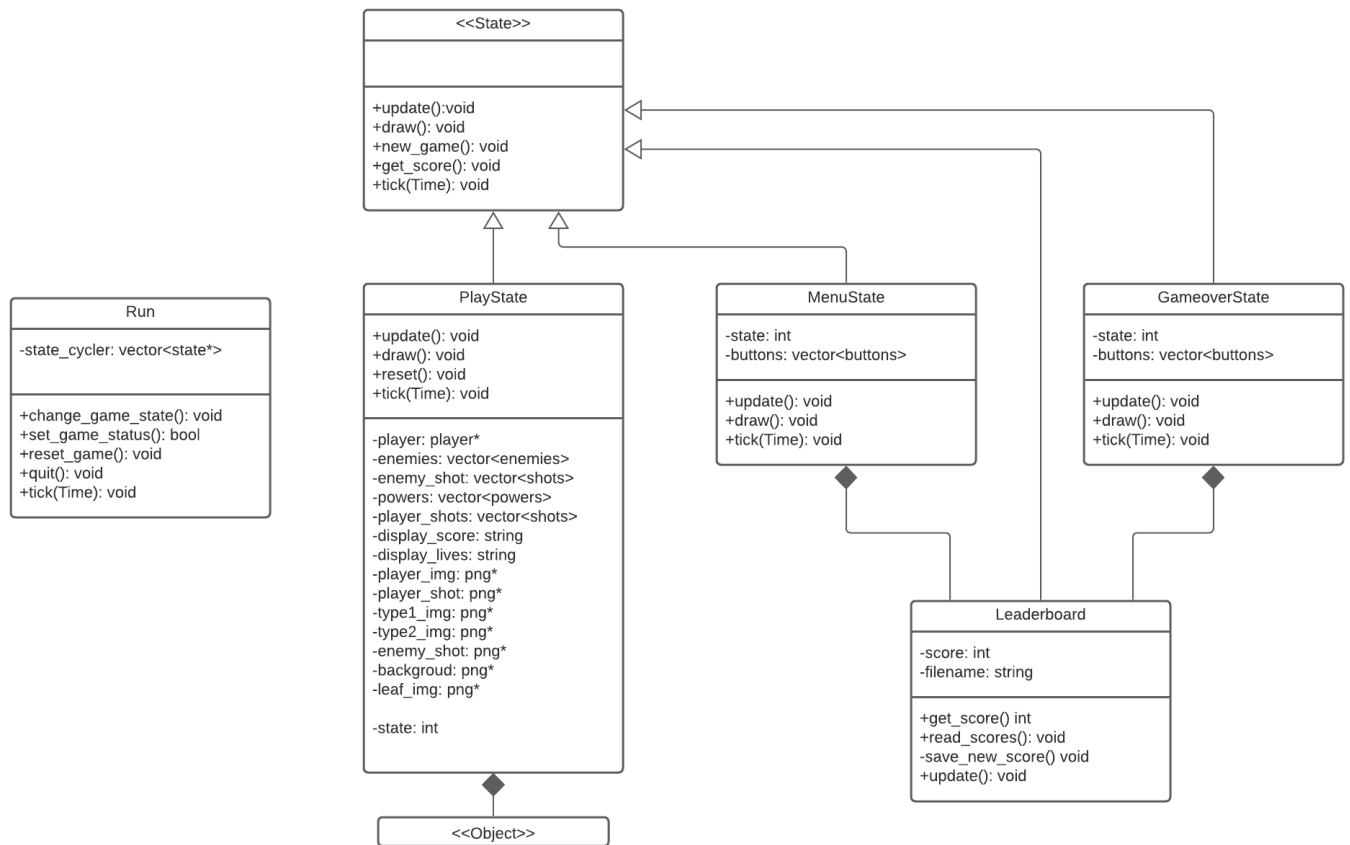 <<State>>
+update():void
+draw(): void
+new_game(): void
+get_score(): void
+tick(Time): void
Run
-state_cycler: vector<state*>
+change_game_state(): void
+set_game_status(): bool
+reset_game(): void
+quit(): void
+tick(Time): void
PlayState
+update(): void
+draw(): void
+reset(): void
+tick(Time): void
-player: player*
-enemies: vector<enemies>
-enemy_shot: vector<shots>
-powers: vector<powers>
-player_shots: vector<shots>
-display_score: string
-display_lives: string
-player_img: png*
-player_shot: png*
-type1_img: png*
-type2_img: png*
-enemy_shot: png*
-backgroud: png*
-leaf_img: png*
-state: int
MenuState
-state: int
-buttons: vector<buttons>
+update(): void
+draw(): void
+tick(Time): void
GameoverState
-state: int
-buttons: vector<buttons>
+update(): void
+draw(): void
+tick(Time): void
Leaderboard
-score: int
-filename: string
+get_score() int
+read_scores(): void
-save_new_score() void
+update(): void
<<Object>>